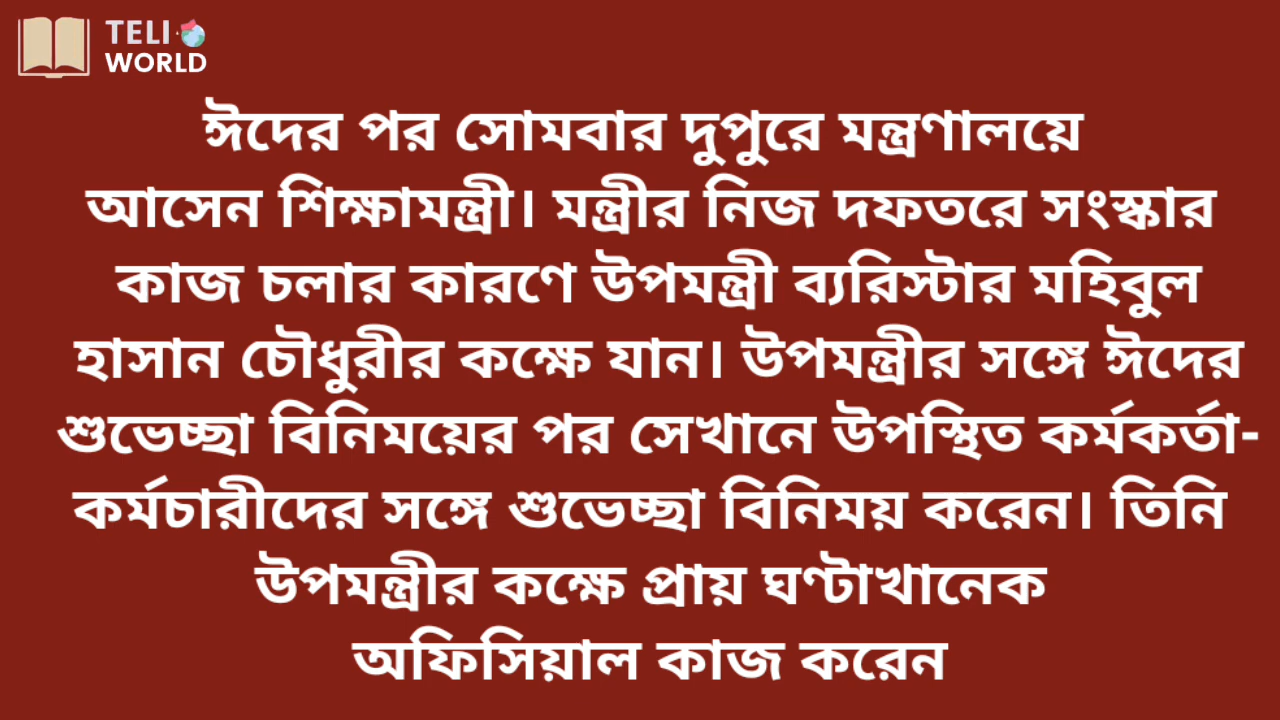 TELI
WORLD
ঈদের পর সোমবার দুপুরে মন্ত্রণালয়ে
আসেন শিক্ষামন্ত্রী। মন্ত্রীর নিজ দফতরে সংস্কার
কাজ চলার কারণে উপমন্ত্রী ব্যরিস্টার মহিবুল
হাসান চৌধুরীর কক্ষে যান। উপমন্ত্রীর সঙ্গে ঈদের
শুভেচ্ছা বিনিময়ের পর সেখানে উপস্থিত কর্মকর্তা-
কর্মচারীদের সঙ্গে শুভেচ্ছা বিনিময় করেন। তিনি
উপমন্ত্রীর কক্ষে প্রায় ঘণ্টাখানেক
অফিসিয়াল কাজ করেন